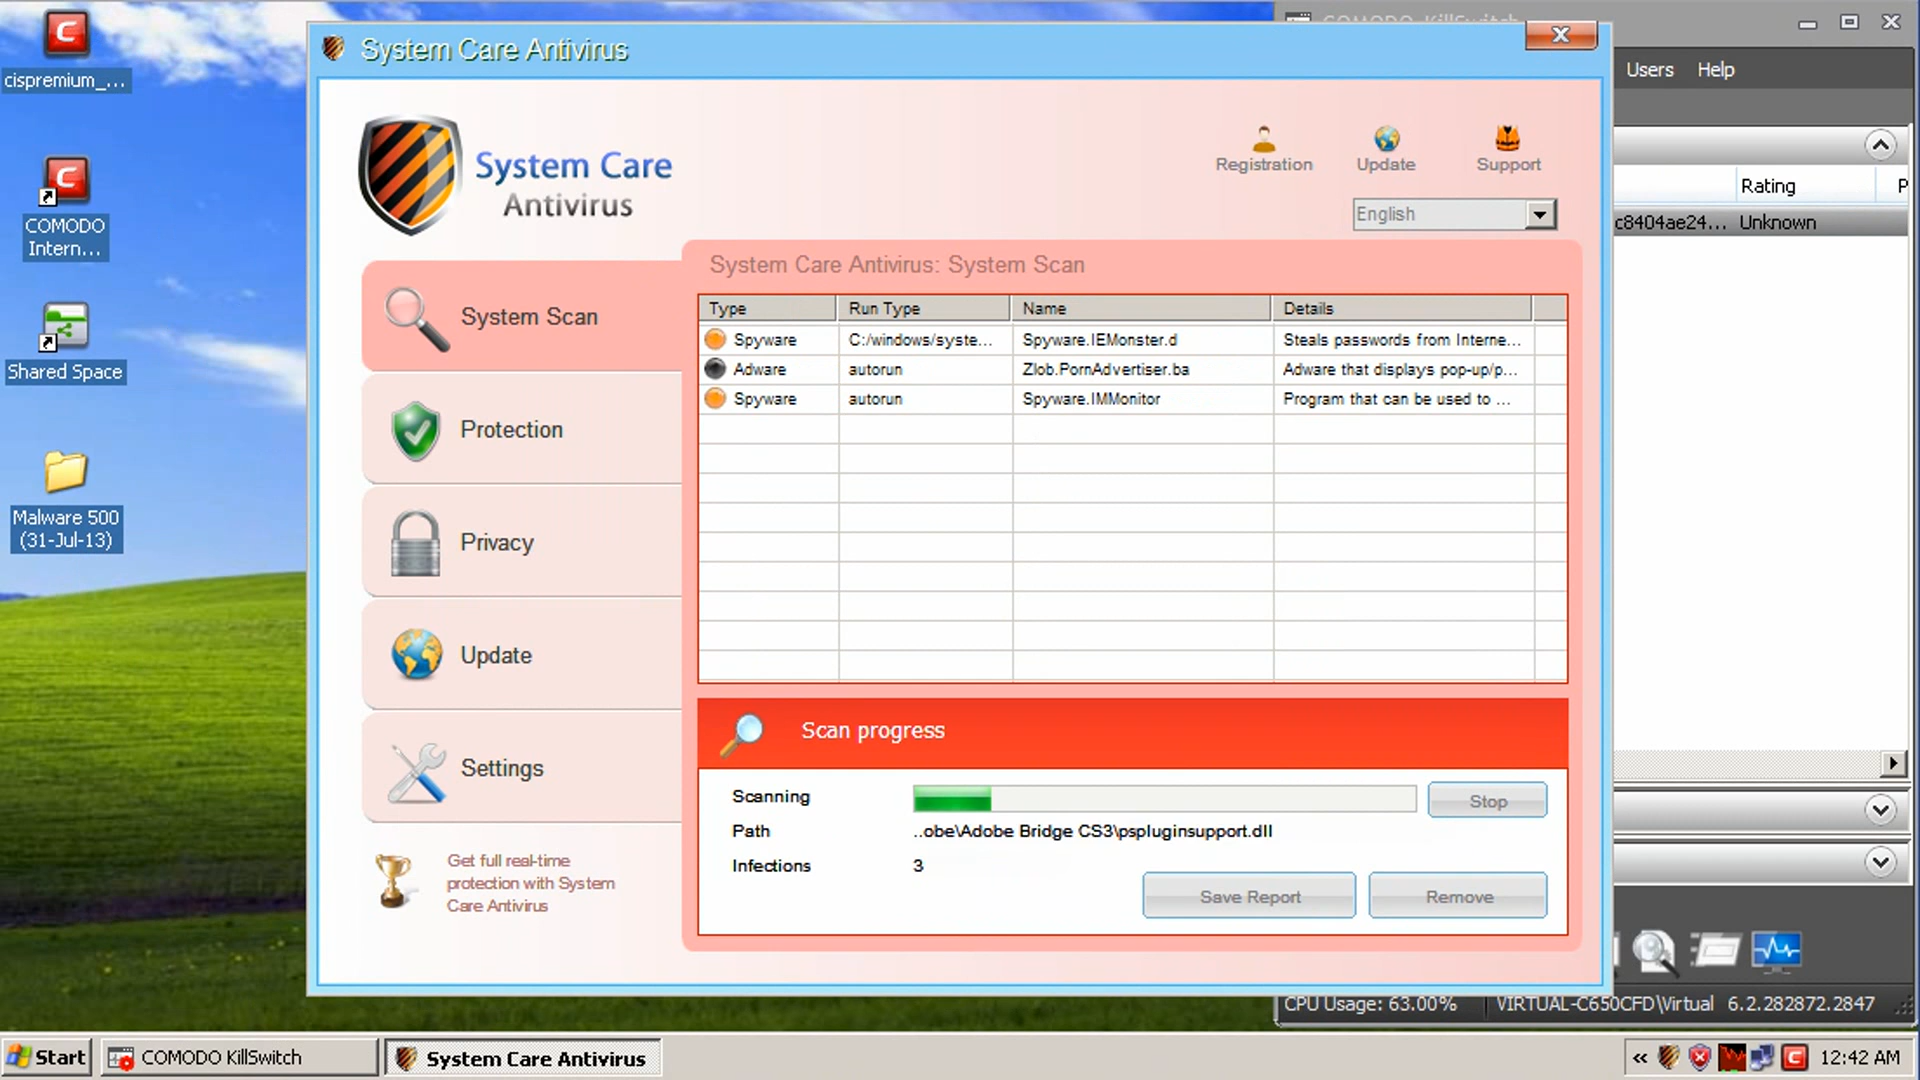 cispremium_...
COMODO
Intern...
Shared Space
Malware 500
(31-Jul-13)
COMODO KillSwitch
Users Help
Rating P
c8404ae24... Unknown
System Care Antivirus
System Care
Antivirus
Registration Update Support
English
System Scan
Protection
Privacy
Update
Settings
Get full real-time
protection with System
Care Antivirus
System Care Antivirus: System Scan
Type Run Type Name Details
Spyware C:/windows/syste... Spyware.IEMonster.d Steals passwords from Interne...
Adware autorun Zlob.PornAdvertiser.ba Adware that displays pop-up/p...
Spyware autorun Spyware.IMMonitor Program that can be used to ...
Scan progress
Scanning Stop
Path ..obe\Adobe Bridge CS3\pspluginsupport.dll
Infections 3
Save Report Remove
CPU Usage: 63.00% VIRTUAL-C650CFD\Virtual 6.2.282872.2847
Start COMODO KillSwitch System Care Antivirus « 12:42 AM